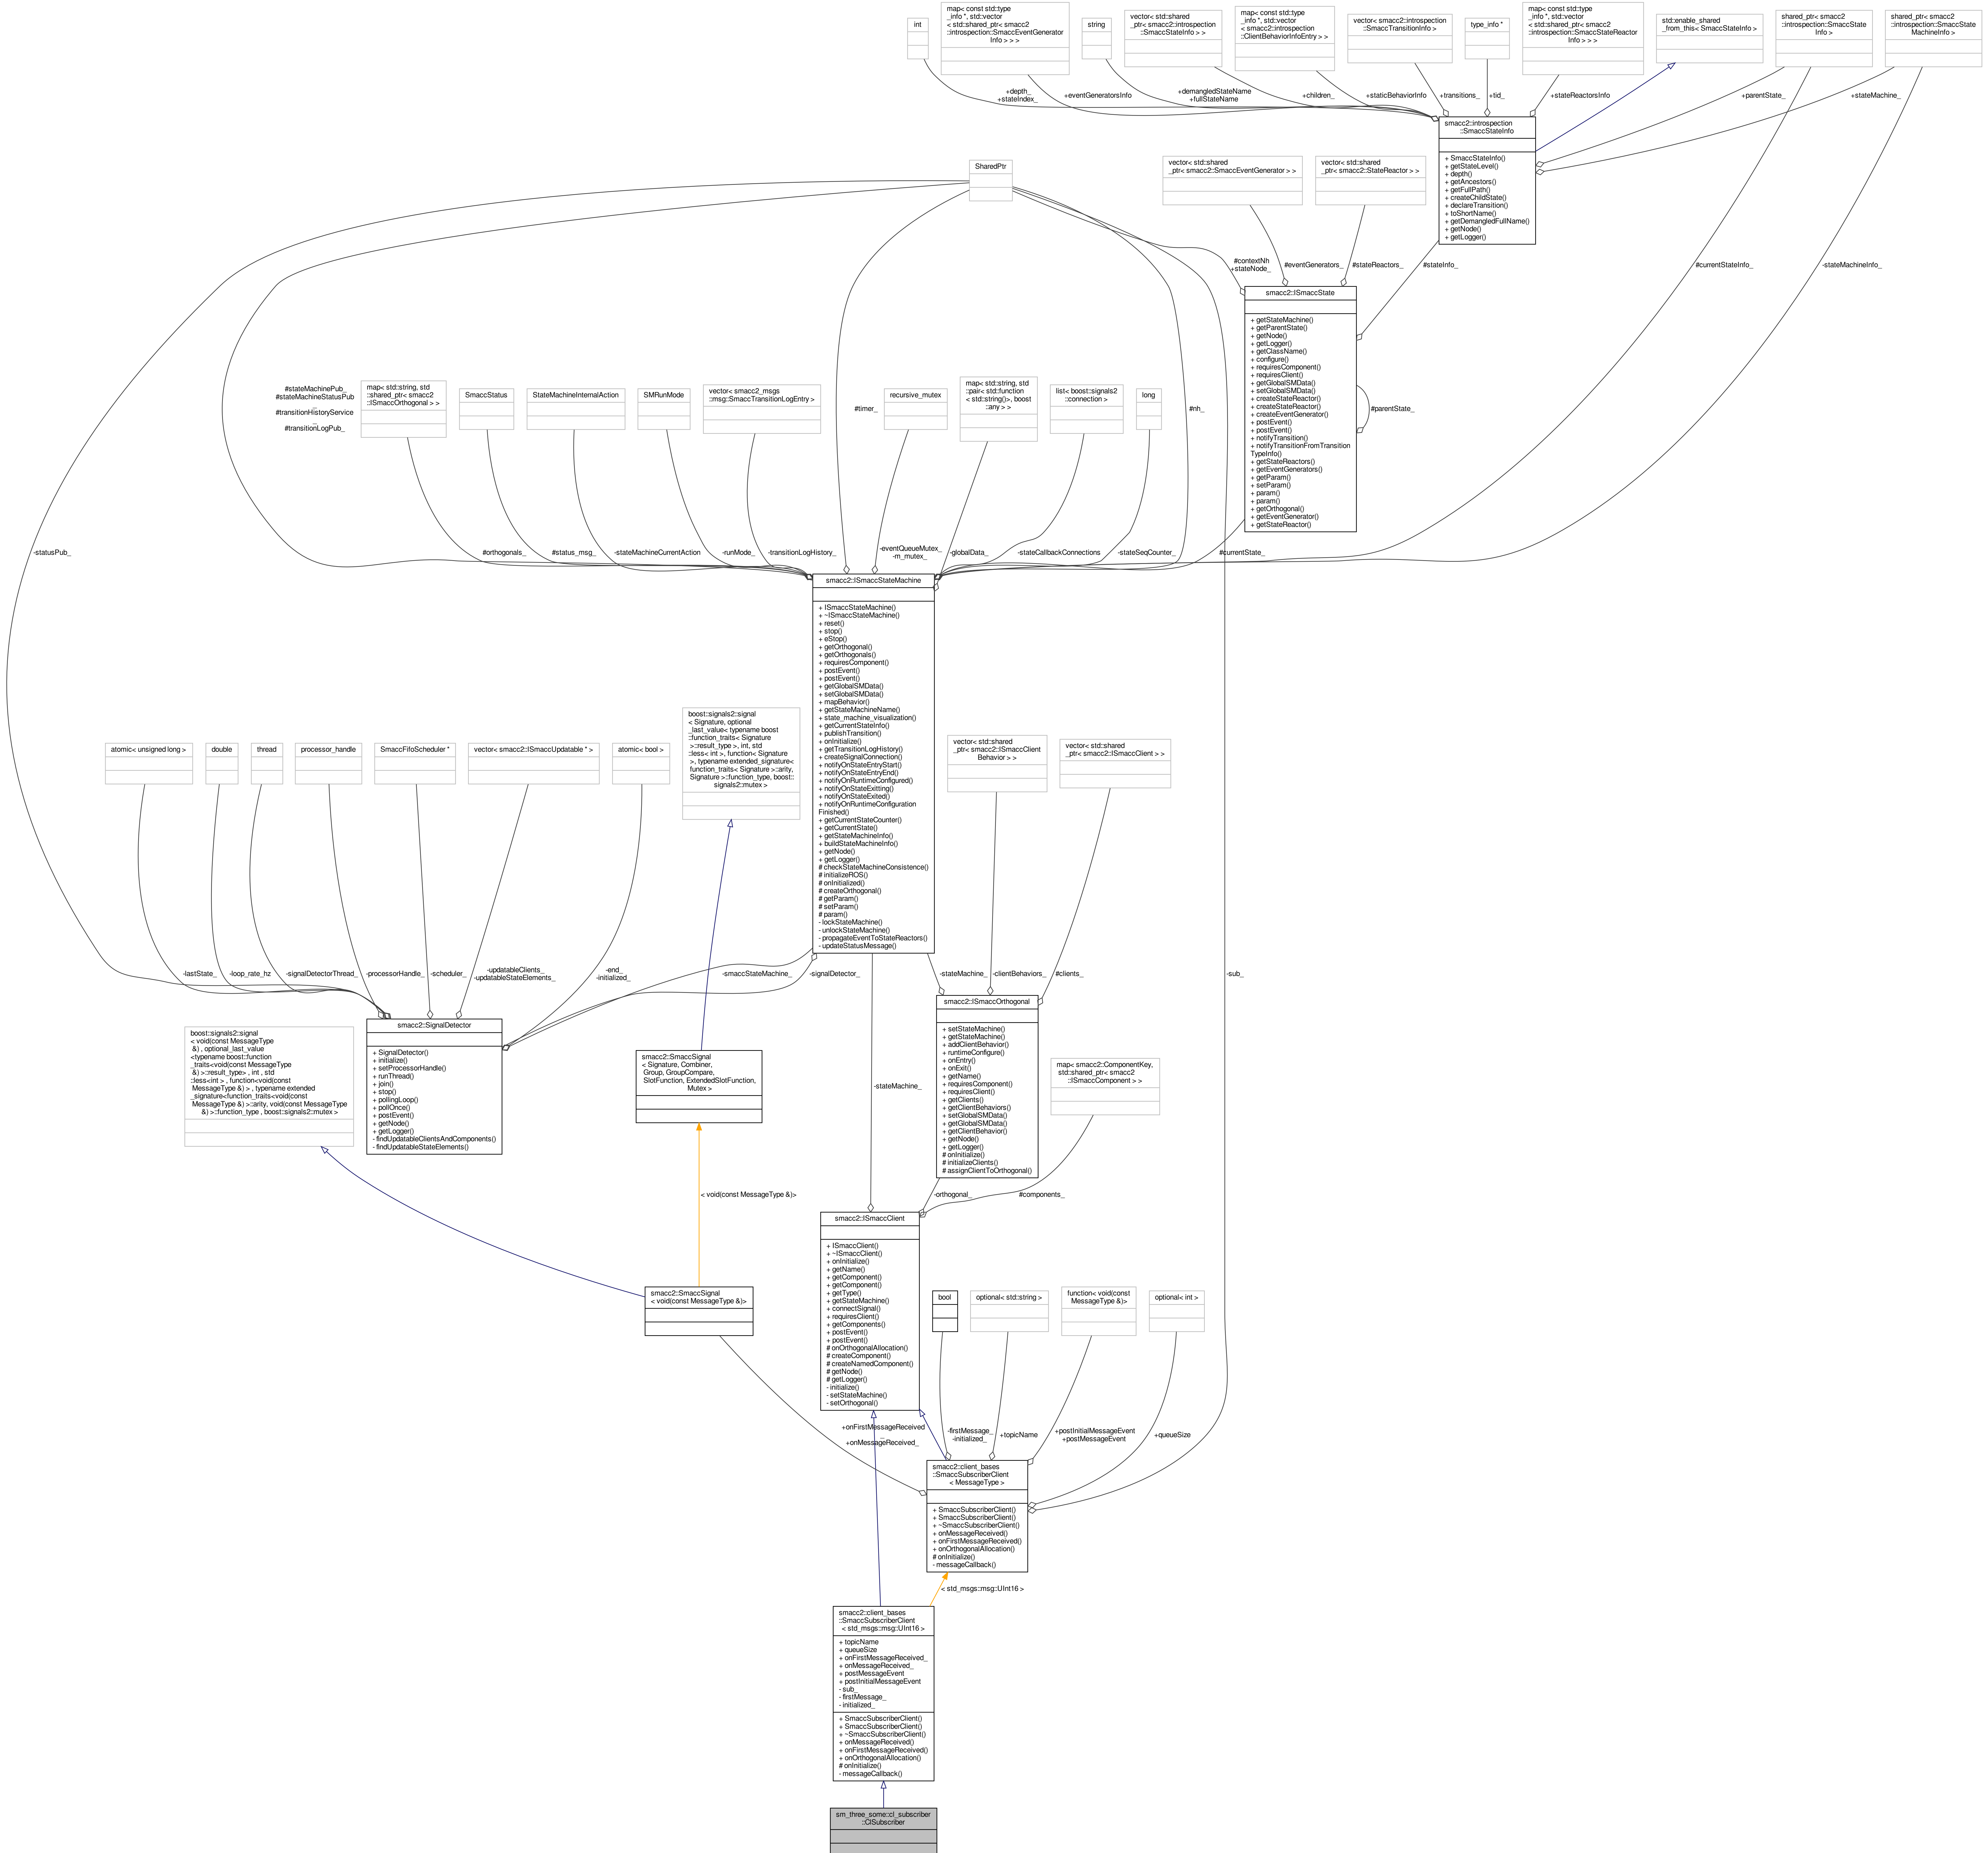 int
map< const std::type
_info *, std::vector
< std::shared_ptr< smacc2
::introspection::SmaccEventGenerator
Info > > >
string
vector< std::shared
_ptr< smacc2::introspection
::SmaccStateInfo > >
map< const std::type
_info *, std::vector
< smacc2::introspection
::ClientBehaviorInfoEntry > >
vector< smacc2::introspection
::SmaccTransitionInfo >
type_info *
map< const std::type
_info *, std::vector
< std::shared_ptr< smacc2
::introspection::SmaccStateReactor
Info > > >
std::enable_shared
_from_this< SmaccStateInfo >
shared_ptr< smacc2
::introspection::SmaccState
Info >
shared_ptr< smacc2
::introspection::SmaccState
MachineInfo >
+depth_
+stateIndex_
+eventGeneratorsInfo
+demangledStateName
+fullStateName
+children_
+staticBehaviorInfo
+transitions_
+tid_
+stateReactorsInfo
+parentState_
+stateMachine_
smacc2::introspection
::SmaccStateInfo
+ SmaccStateInfo()
+ getStateLevel()
+ depth()
+ getAncestors()
+ getFullPath()
+ createChildState()
+ declareTransition()
+ toShortName()
+ getDemangledFullName()
+ getNode()
+ getLogger()
SharedPtr
vector< std::shared
_ptr< smacc2::SmaccEventGenerator > >
vector< std::shared
_ptr< smacc2::StateReactor > >
#contextNh
+stateNode_
#eventGenerators_
#stateReactors_
#stateInfo_
#currentStateInfo_
-stateMachineInfo_
smacc2::ISmaccState
+ getStateMachine()
+ getParentState()
+ getNode()
+ getLogger()
+ getClassName()
+ configure()
+ requiresComponent()
+ requiresClient()
+ getGlobalSMData()
+ setGlobalSMData()
+ createStateReactor()
+ createStateReactor()
+ createEventGenerator()
+ postEvent()
+ postEvent()
+ notifyTransition()
+ notifyTransitionFromTransition
TypeInfo()
+ getStateReactors()
+ getEventGenerators()
+ getParam()
+ setParam()
+ param()
+ param()
+ getOrthogonal()
+ getEventGenerator()
+ getStateReactor()
#parentState_
#stateMachinePub_
#stateMachineStatusPub
_
#transitionHistoryService
_
#transitionLogPub_
map< std::string, std
::shared_ptr< smacc2
::ISmaccOrthogonal > >
SmaccStatus
StateMachineInternalAction
SMRunMode
vector< smacc2_msgs
::msg::SmaccTransitionLogEntry >
#timer_
recursive_mutex
map< std::string, std
::pair< std::function
< std::string()>, boost
::any > >
list< boost::signals2
::connection >
long
#nh_
-statusPub_
#orthogonals_
#status_msg_
-stateMachineCurrentAction
-runMode_
-transitionLogHistory_
-eventQueueMutex_
-m_mutex_
-globalData_
-stateCallbackConnections
-stateSeqCounter_
#currentState_
smacc2::ISmaccStateMachine
+ ISmaccStateMachine()
+ ~ISmaccStateMachine()
+ reset()
+ stop()
+ eStop()
+ getOrthogonal()
+ getOrthogonals()
+ requiresComponent()
+ postEvent()
+ postEvent()
+ getGlobalSMData()
+ setGlobalSMData()
+ mapBehavior()
+ getStateMachineName()
+ state_machine_visualization()
+ getCurrentStateInfo()
+ publishTransition()
+ onInitialize()
+ getTransitionLogHistory()
+ createSignalConnection()
+ notifyOnStateEntryStart()
+ notifyOnStateEntryEnd()
+ notifyOnRuntimeConfigured()
+ notifyOnStateExitting()
+ notifyOnStateExited()
+ notifyOnRuntimeConfiguration
Finished()
+ getCurrentStateCounter()
+ getCurrentState()
+ getStateMachineInfo()
+ buildStateMachineInfo()
+ getNode()
+ getLogger()
# checkStateMachineConsistence()
# initializeROS()
# onInitialized()
# createOrthogonal()
# getParam()
# setParam()
# param()
- lockStateMachine()
- unlockStateMachine()
- propagateEventToStateReactors()
- updateStatusMessage()
atomic< unsigned long >
double
thread
processor_handle
SmaccFifoScheduler *
vector< smacc2::ISmaccUpdatable * >
atomic< bool >
boost::signals2::signal
< Signature, optional
_last_value< typename boost
::function_traits< Signature
>::result_type >, int, std
::less< int >, function< Signature
>, typename extended_signature<
function_traits< Signature >::arity,
Signature >::function_type, boost::
signals2::mutex >
vector< std::shared
_ptr< smacc2::ISmaccClient
Behavior > >
vector< std::shared
_ptr< smacc2::ISmaccClient > >
-lastState_
-loop_rate_hz
-signalDetectorThread_
-processorHandle_
-scheduler_
-updatableClients_
-updatableStateElements_
-end_
-initialized_
-smaccStateMachine_
-signalDetector_
-stateMachine_
-clientBehaviors_
#clients_
-sub_
smacc2::SignalDetector
+ SignalDetector()
+ initialize()
+ setProcessorHandle()
+ runThread()
+ join()
+ stop()
+ pollingLoop()
+ pollOnce()
+ postEvent()
+ getNode()
+ getLogger()
- findUpdatableClientsAndComponents()
- findUpdatableStateElements()
boost::signals2::signal
< void(const MessageType
&) , optional_last_value
<typename boost::function
_traits<void(const MessageType
&) >::result_type> , int , std
::less<int > , function<void(const
MessageType &) > , typename extended
_signature<function_traits<void(const
MessageType &) >::arity, void(const MessageType
&) >::function_type , boost::signals2::mutex >
smacc2::SmaccSignal
< Signature, Combiner,
Group, GroupCompare,
SlotFunction, ExtendedSlotFunction,
Mutex >
-stateMachine_
smacc2::ISmaccOrthogonal
+ setStateMachine()
+ getStateMachine()
+ addClientBehavior()
+ runtimeConfigure()
+ onEntry()
+ onExit()
+ getName()
+ requiresComponent()
+ requiresClient()
+ getClients()
+ getClientBehaviors()
+ setGlobalSMData()
+ getGlobalSMData()
+ getClientBehavior()
+ getNode()
+ getLogger()
# onInitialize()
# initializeClients()
# assignClientToOrthogonal()
map< smacc2::ComponentKey,
std::shared_ptr< smacc2
::ISmaccComponent > >
< void(const MessageType &)>
-orthogonal_
#components_
smacc2::ISmaccClient
+ ISmaccClient()
+ ~ISmaccClient()
+ onInitialize()
+ getName()
+ getComponent()
+ getComponent()
+ getType()
+ getStateMachine()
+ connectSignal()
+ requiresClient()
+ getComponents()
+ postEvent()
+ postEvent()
# onOrthogonalAllocation()
# createComponent()
# createNamedComponent()
# getNode()
# getLogger()
- initialize()
- setStateMachine()
- setOrthogonal()
smacc2::SmaccSignal
< void(const MessageType &)>
bool
optional< std::string >
function< void(const
MessageType &)>
optional< int >
+onFirstMessageReceived
_
+onMessageReceived_
-firstMessage_
-initialized_
+topicName
+postInitialMessageEvent
+postMessageEvent
+queueSize
smacc2::client_bases
::SmaccSubscriberClient
< MessageType >
+ SmaccSubscriberClient()
+ SmaccSubscriberClient()
+ ~SmaccSubscriberClient()
+ onMessageReceived()
+ onFirstMessageReceived()
+ onOrthogonalAllocation()
# onInitialize()
- messageCallback()
< std_msgs::msg::UInt16 >
smacc2::client_bases
::SmaccSubscriberClient
< std_msgs::msg::UInt16 >
+ topicName
+ queueSize
+ onFirstMessageReceived_
+ onMessageReceived_
+ postMessageEvent
+ postInitialMessageEvent
- sub_
- firstMessage_
- initialized_
+ SmaccSubscriberClient()
+ SmaccSubscriberClient()
+ ~SmaccSubscriberClient()
+ onMessageReceived()
+ onFirstMessageReceived()
+ onOrthogonalAllocation()
# onInitialize()
- messageCallback()
sm_three_some::cl_subscriber
::ClSubscriber